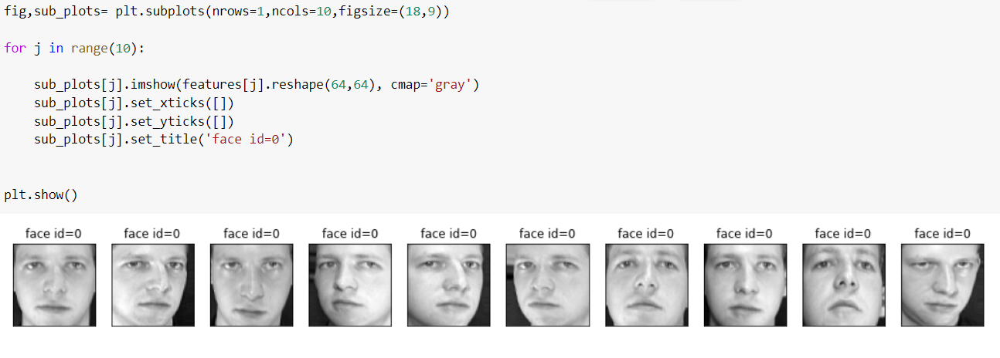 fig,sub_plots= plt.subplots(nrows=1,ncols=10,figsize=(18,9))
for j in range(10):
sub_plots[j].imshow(features[j].reshape(64,64), cmap='gray')
sub_plots[j].set_xticks([])
sub_plots[j].set_yticks([])
sub_plots[j].set_title('face id=0')
plt.show()
face id=0 face id=0 face id=0 face id=0 face id=0 face id=0 face id=0 face id=0 face id=0 face id=0